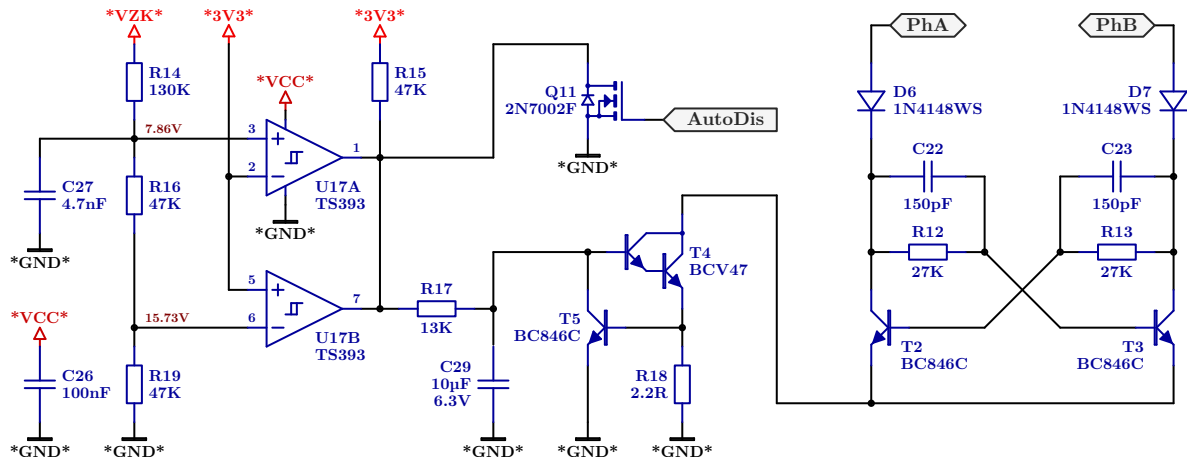 *VZK*
*3V3*
*3V3*
PhA
PhB
R14
130K
R15
47K
*VCC*
Q11
2N7002F
AutoDis
*GND*
D6
1N4148WS
D7
1N4148WS
7.86V
3
2
1
U17A
TS393
*GND*
C27
4.7nF
*GND*
R16
47K
C22
150pF
C23
150pF
R12
27K
R13
27K
T4
BCV47
5
6
7
U17B
TS393
15.73V
R17
13K
T5
BC846C
T2
BC846C
T3
BC846C
*VCC*
C26
100nF
*GND*
R19
47K
*GND*
C29
10µF
6.3V
*GND*
*GND*
R18
2.2R
*GND*